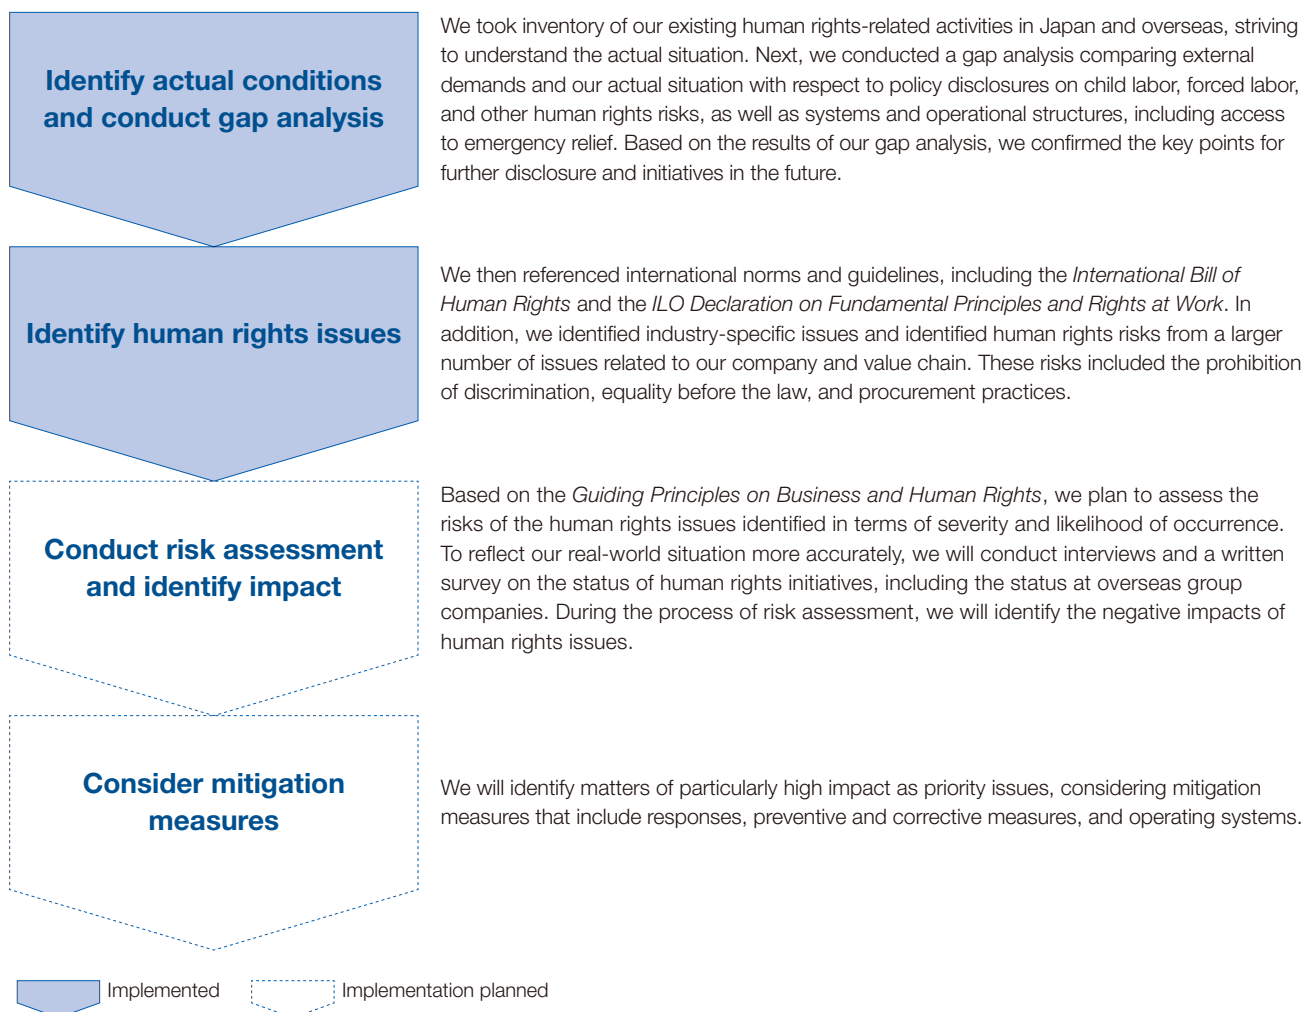 Identify actual conditions
and conduct gap analysis
We took inventory of our existing human rights-related activities in Japan and overseas, striving
to understand the actual situation. Next, we conducted a gap analysis comparing external
demands and our actual situation with respect to policy disclosures on child labor, forced labor,
and other human rights risks, as well as systems and operational structures, including access
to emergency relief. Based on the results of our gap analysis, we confirmed the key points for
further disclosure and initiatives in the future.
Identify human rights issues
We then referenced international norms and guidelines, including the International Bill of
Human Rights and the ILO Declaration on Fundamental Principles and Rights at Work. In
addition, we identified industry-specific issues and identified human rights risks from a larger
number of issues related to our company and value chain. These risks included the prohibition
of discrimination, equality before the law, and procurement practices.
Conduct risk assessment
and identify impact
Based on the Guiding Principles on Business and Human Rights, we plan to assess the
risks of the human rights issues identified in terms of severity and likelihood of occurrence.
To reflect our real-world situation more accurately, we will conduct interviews and a written
survey on the status of human rights initiatives, including the status at overseas group
companies. During the process of risk assessment, we will identify the negative impacts of
human rights issues.
Consider mitigation
measures
We will identify matters of particularly high impact as priority issues, considering mitigation
measures that include responses, preventive and corrective measures, and operating systems.
Implemented
Implementation planned